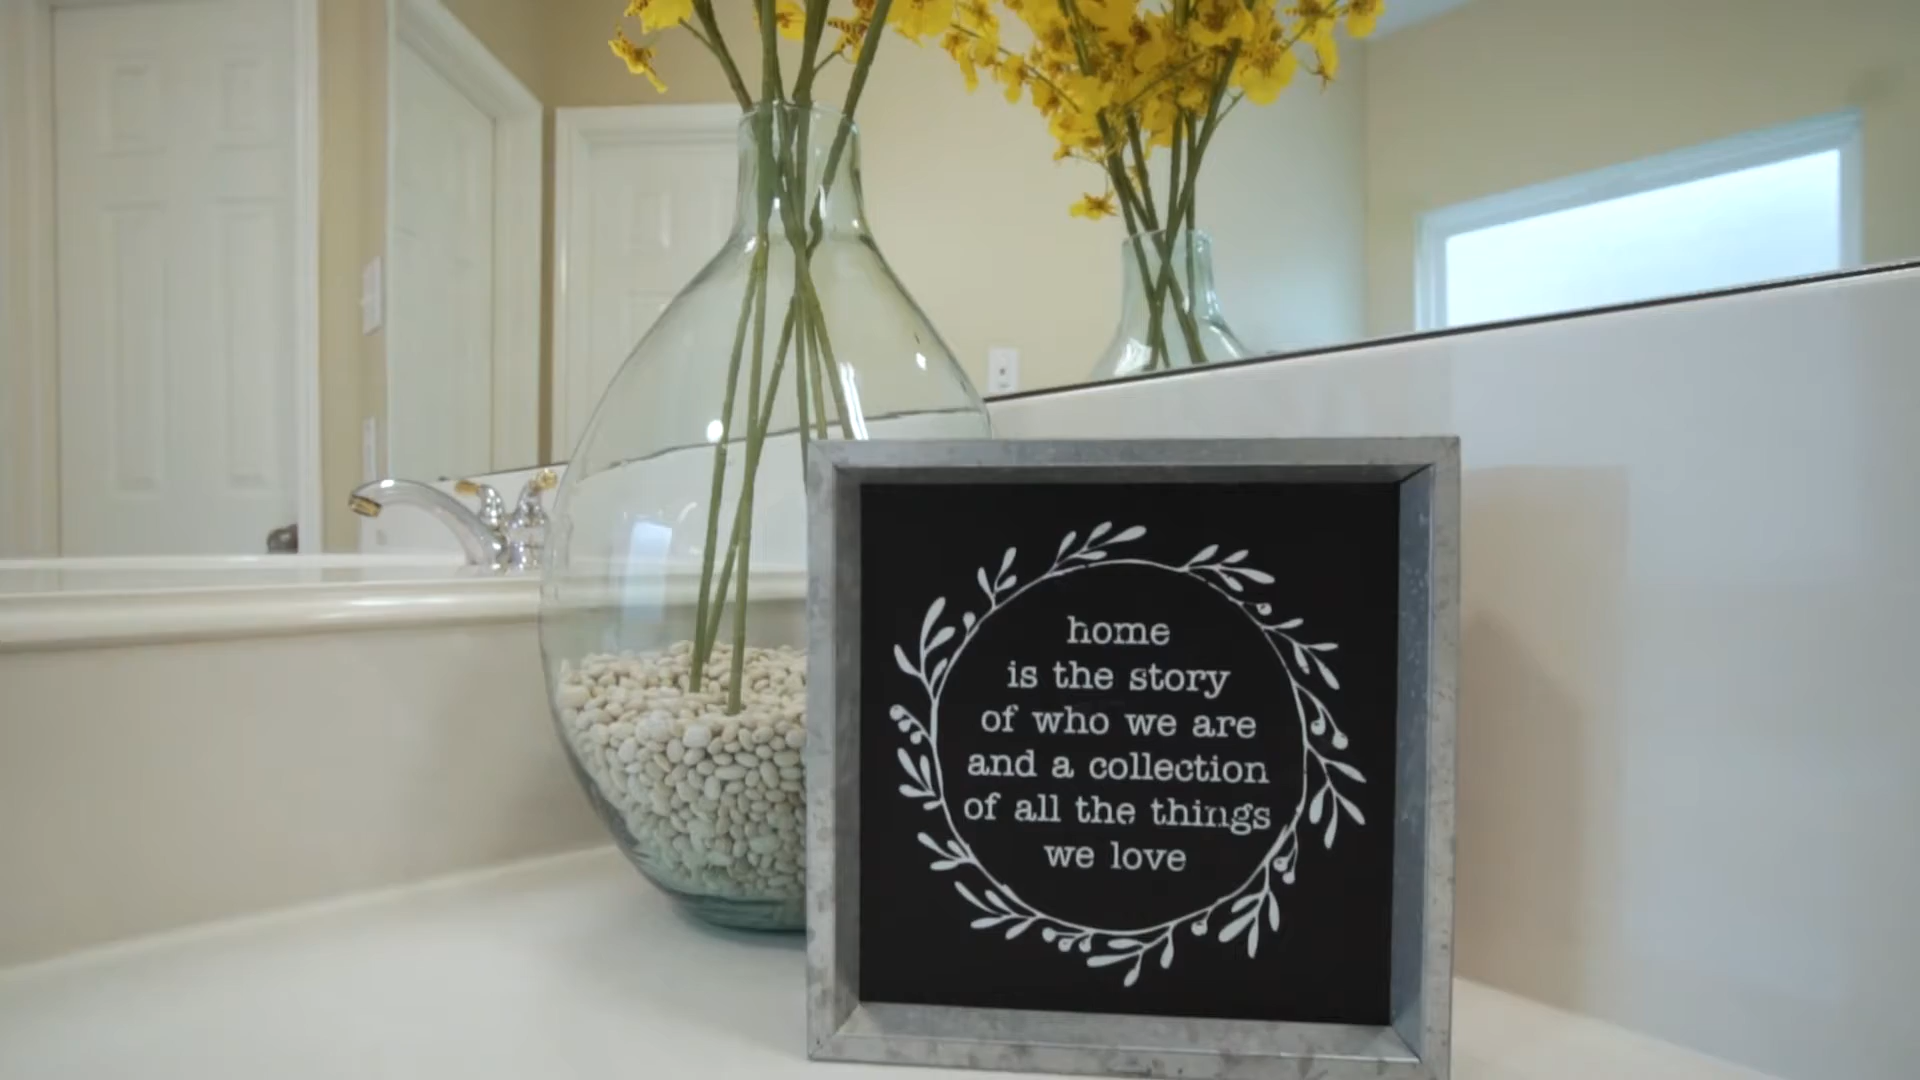 home
is the story
of who we are
and a collection
of all the things
we love